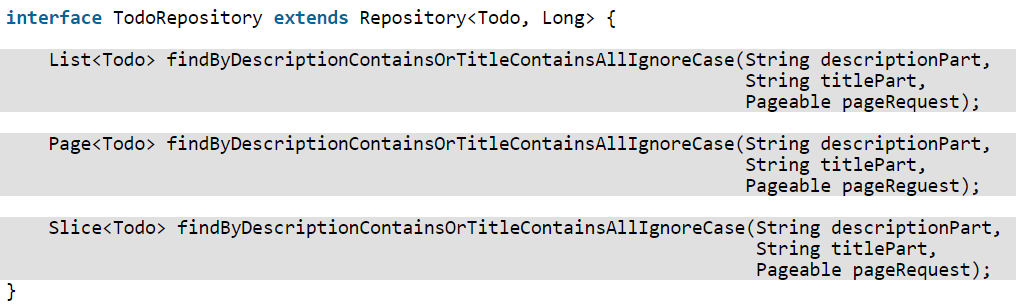 interface TodoRepository extends Repository<Todo, Long> {
List<Todo> findByDescriptionContainsOrTitleContainsAllIgnoreCase(String descriptionPart,
String titlePart,
Pageable pageRequest);
Page<Todo> findByDescriptionContainsOrTitleContainsAllIgnoreCase(String descriptionPart,
String titlePart,
Pageable pageReguest);
Slice<Todo> findByDescriptionContainsOrTitleContainsAllIgnoreCase(String descriptionPart,
String titlePart,
Pageable pageRequest);
}